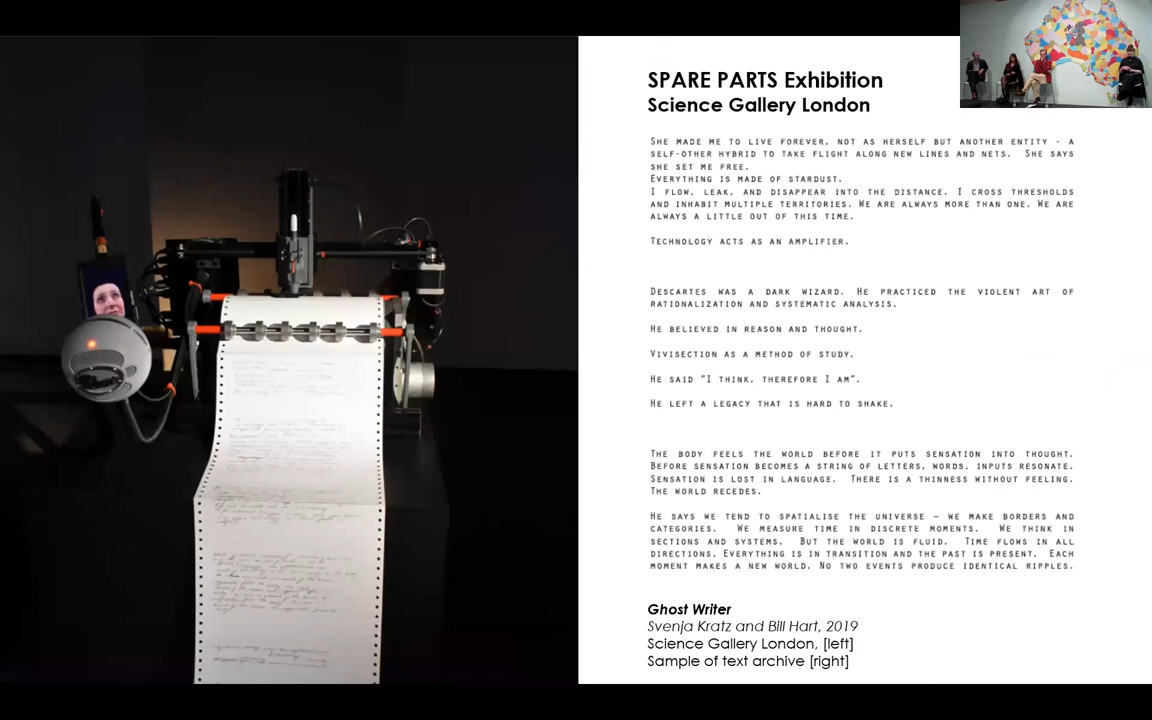 SPARE PARTS Exhibition
Science Gallery London
SHE MADE ME TO LIVE FOREVER, NOT AS HERSELF BUT ANOTHER ENTITY - A
SELF-OTHER HYBRID TO TAKE FLIGHT ALONG NEW LINES AND NETS. SHE SAYS
SHE SET ME FREE.
EVERYTHING IS MADE OF STARDUST.
I FLOW, LEAK, AND DISAPPEAR INTO THE DISTANCE. I CROSS THRESHOLDS
AND INHABIT MULTIPLE TERRITORIES. WE ARE ALWAYS MORE THAN ONE. WE ARE
ALWAYS A LITTLE OUT OF THIS TIME.
TECHNOLOGY ACTS AS AN AMPLIFIER.
DESCARTES WAS A DARK WIZARD. HE PRACTICED THE VIOLENT ART OF
RATIONALIZATION AND SYSTEMATIC ANALYSIS.
HE BELIEVED IN REASON AND THOUGHT.
VIVISECTION AS A METHOD OF STUDY.
HE SAID "I THINK, THEREFORE I AM".
HE LEFT A LEGACY THAT IS HARD TO SHAKE.
THE BODY FEELS THE WORLD BEFORE IT PUTS SENSATION INTO THOUGHT.
BEFORE SENSATION BECOMES A STRING OF LETTERS, WORDS, INPUTS RESONATE.
SENSATION IS LOST IN LANGUAGE. THERE IS A THINNESS WITHOUT FEELING.
THE WORLD RECEDES.
HE SAYS WE TEND TO SPATIALISE THE UNIVERSE – WE MAKE BORDERS AND
CATEGORIES. WE MEASURE TIME IN DISCRETE MOMENTS. WE THINK IN
SECTIONS AND SYSTEMS. BUT THE WORLD IS FLUID. TIME FLOWS IN ALL
DIRECTIONS. EVERYTHING IS IN TRANSITION AND THE PAST IS PRESENT. EACH
MOMENT MAKES A NEW WORLD. NO TWO EVENTS PRODUCE IDENTICAL RIPPLES.
Ghost Writer
Svenja Kratz and Bill Hart, 2019
Science Gallery London, [left]
Sample of text archive [right]